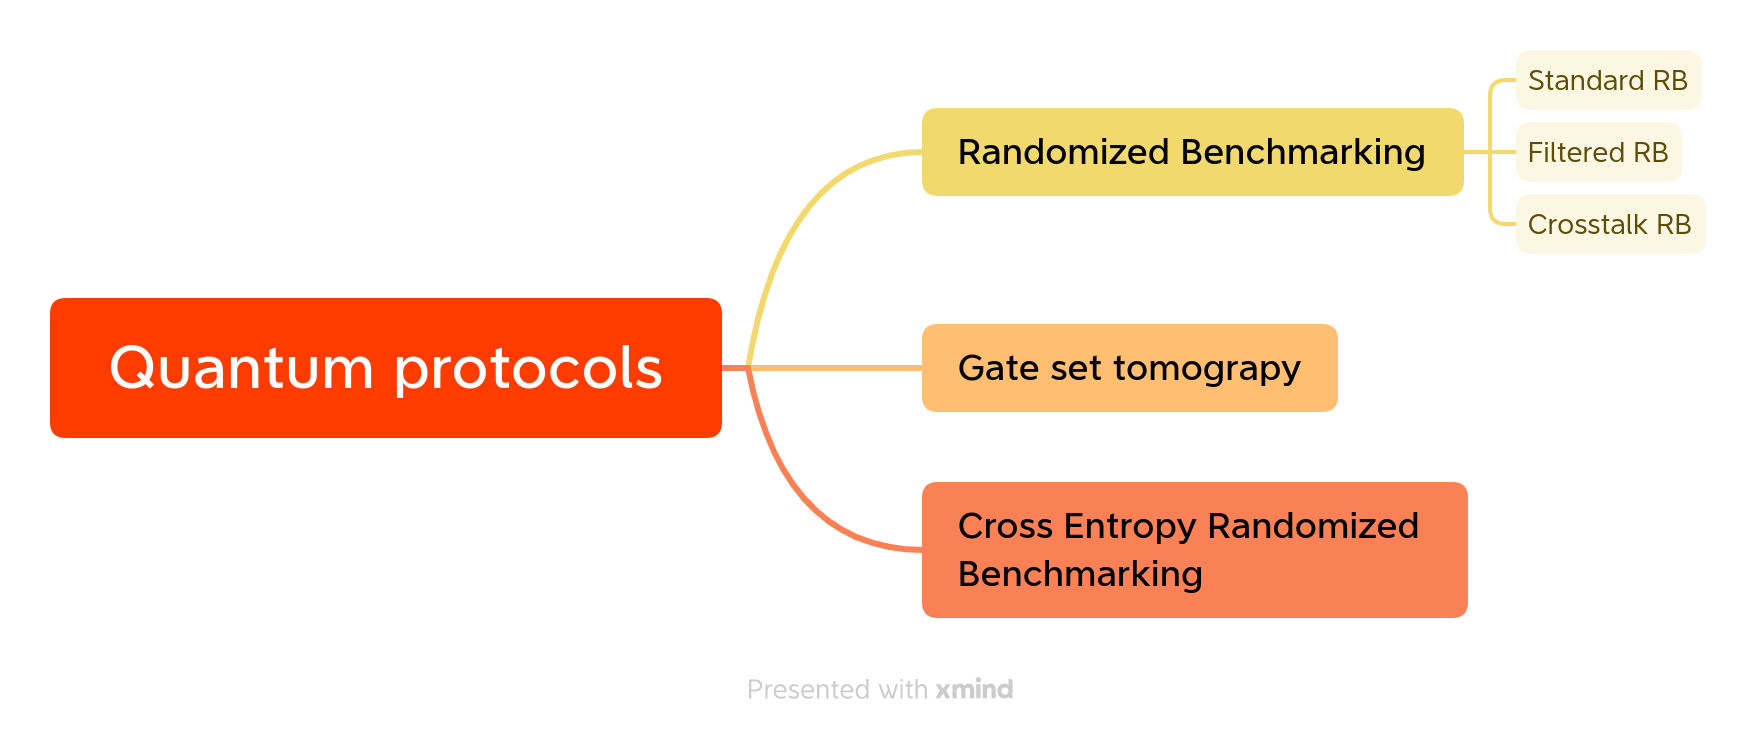 Quantum protocols
Randomized Benchmarking
Standard RB
Filtered RB
Crosstalk RB
Gate set tomograpy
Cross Entropy Randomized
Benchmarking
Presented with xmind